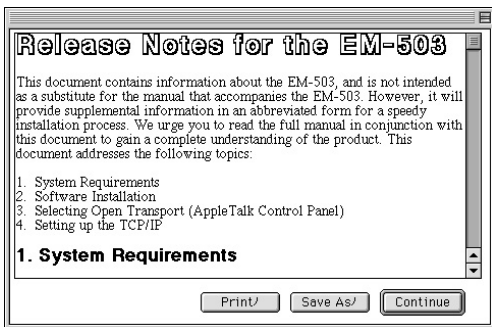 Release Notes for the EM-503
This document contains information about the EM-503, and is not intended
as a substitute for the manual that accompanies the EM-503. However, it will
provide supplemental information in an abbreviated form for a speedy
installation process. We urge you to read the full manual in conjunction with
this document to gain a complete understanding of the product. This
document addresses the following topics:
1. System Requirements
2. Software Installation
3. Selecting Open Transport (AppleTalk Control Panel)
4. Setting up the TCP/IP
1. System Requirements
Print/ Save As/ Continue